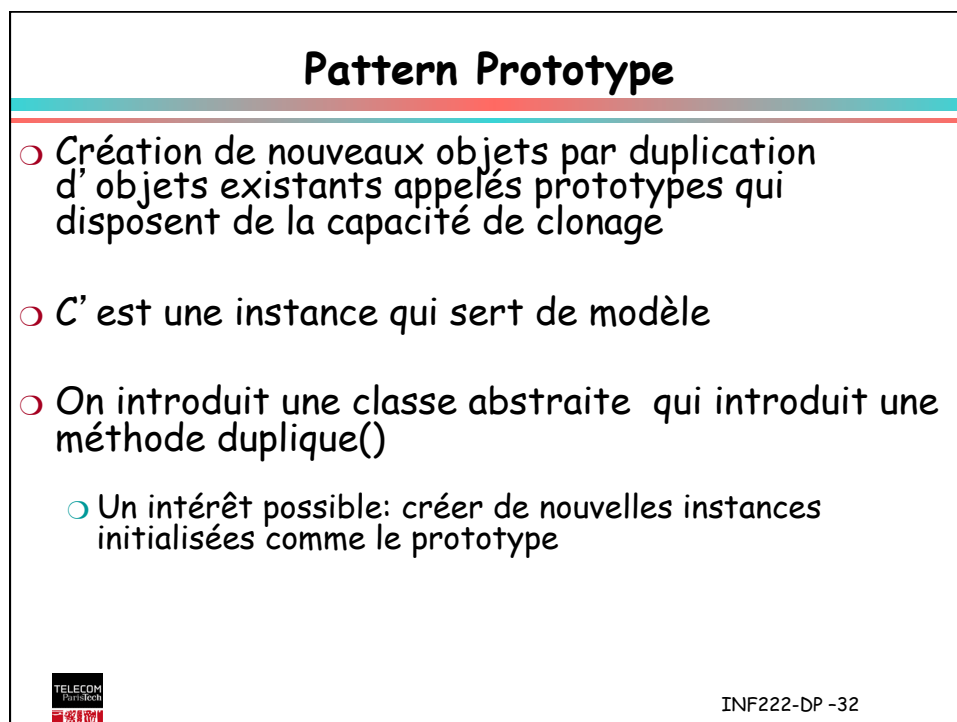 Pattern Prototype
Création de nouveaux objets par duplication
d’ objets existants appelés prototypes qui
disposent de la capacité de clonage
C’ est une instance qui sert de modèle
On introduit une classe abstraite qui introduit une
méthode duplique()
Un intérêt possible: créer de nouvelles instances
initialisées comme le prototype
TELECOM
ParisTech
INF222-DP –32